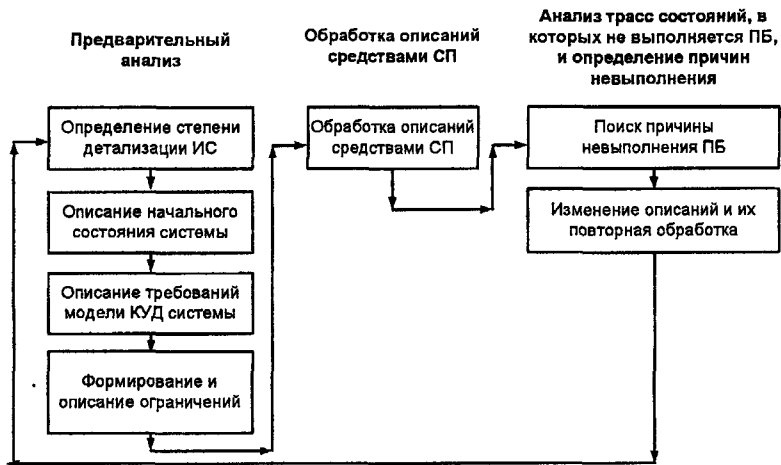 Предварительный
анализ
Определение степени
детализации ИС
Описание начального
состояния системы
Описание требований
модели КУД системы
Формирование и
описание ограничений
Обработка описаний
средствами СП
Обработка описаний
средствами СП
Анализ трасс состояний, в
которых не выполняется ПБ,
и определение причин
невыполнения
Поиск причины
невыполнения ПБ
Изменение описаний и их
повторная обработка